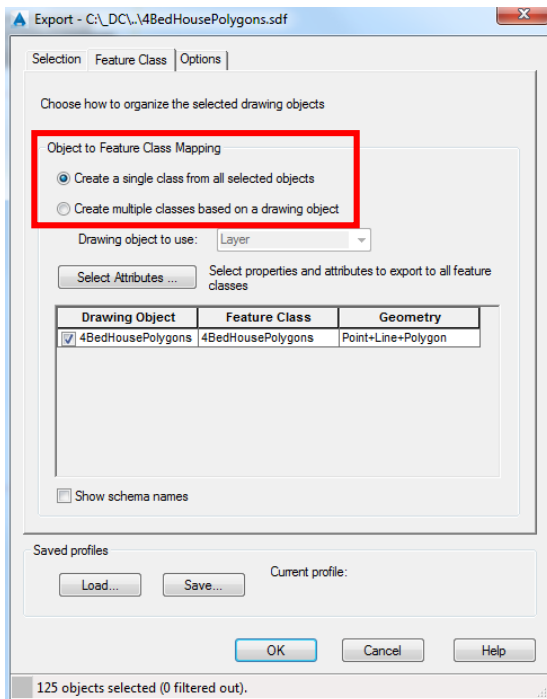 Export - C:\_DC\..\4BedHousePolygons.sdf
Selection Feature Class Options
Choose how to organize the selected drawing objects
Object to Feature Class Mapping
Create a single class from all selected objects
Create multiple classes based on a drawing object
Drawing object to use: Layer
Select Attributes ... Select properties and attributes to export to all feature
classes
Drawing Object Feature Class Geometry
4BedHousePolygons 4BedHousePolygons Point+Line+Polygon
Show schema names
Saved profiles
Current profile:
Load... Save...
OK Cancel Help
125 objects selected (0 filtered out).